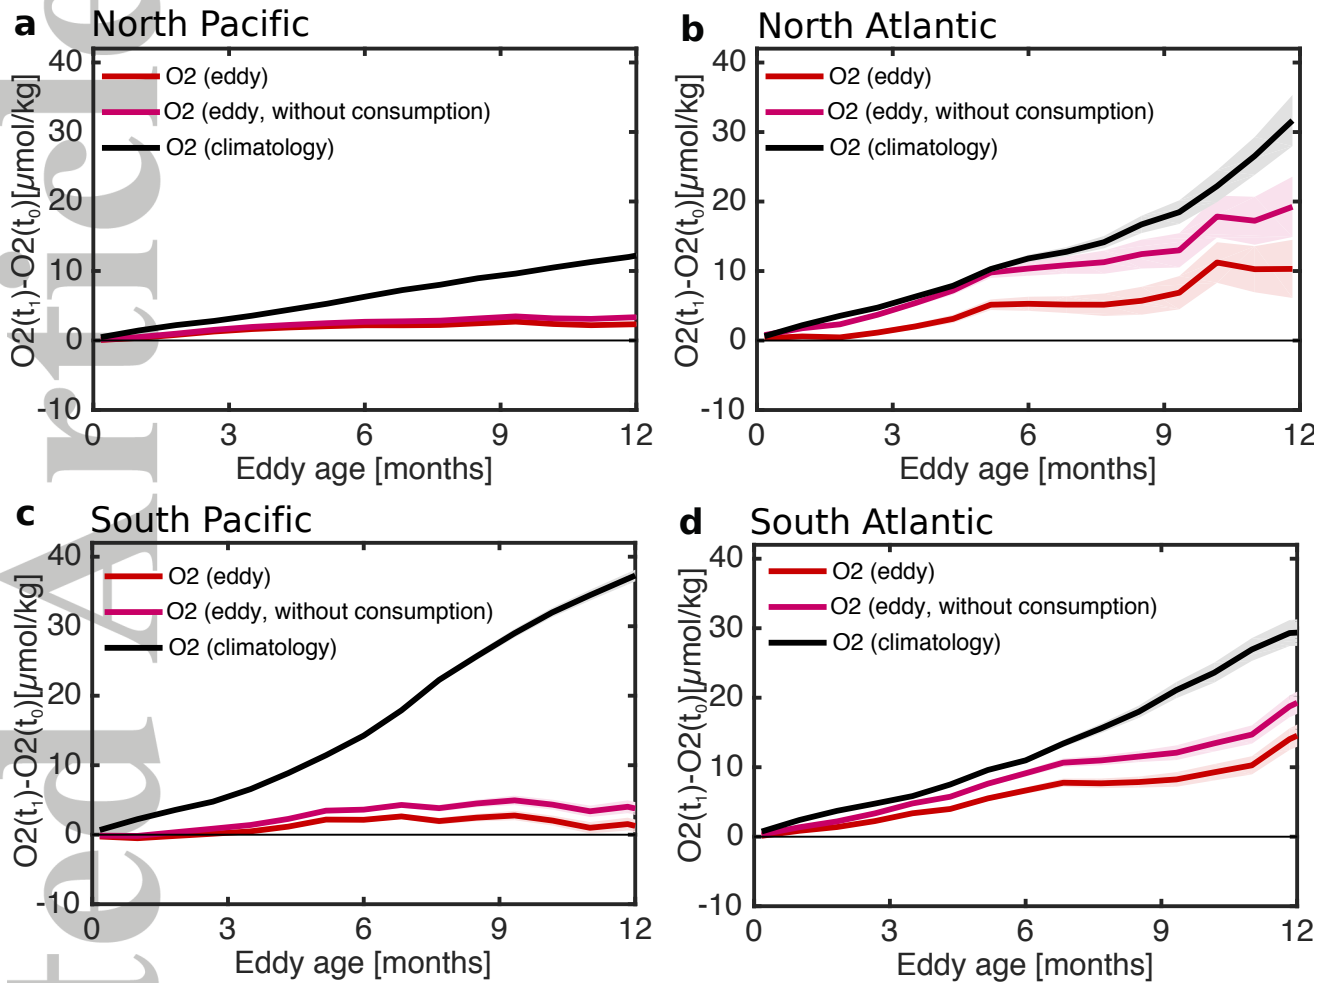 a North Pacific
O2(t1)-O2(t0)[µmol/kg]
40
30
20
10
0
-10
O2 (eddy)
O2 (eddy, without consumption)
O2 (climatology)
0 3 6 9 12
Eddy age [months]
b North Atlantic
O2(t1)-O2(t0)[µmol/kg]
40
30
20
10
0
-10
O2 (eddy)
O2 (eddy, without consumption)
O2 (climatology)
0 3 6 9 12
Eddy age [months]
c South Pacific
O2(t1)-O2(t0)[µmol/kg]
40
30
20
10
0
-10
O2 (eddy)
O2 (eddy, without consumption)
O2 (climatology)
0 3 6 9 12
Eddy age [months]
d South Atlantic
O2(t1)-O2(t0)[µmol/kg]
40
30
20
10
0
-10
O2 (eddy)
O2 (eddy, without consumption)
O2 (climatology)
0 3 6 9 12
Eddy age [months]
ted Article